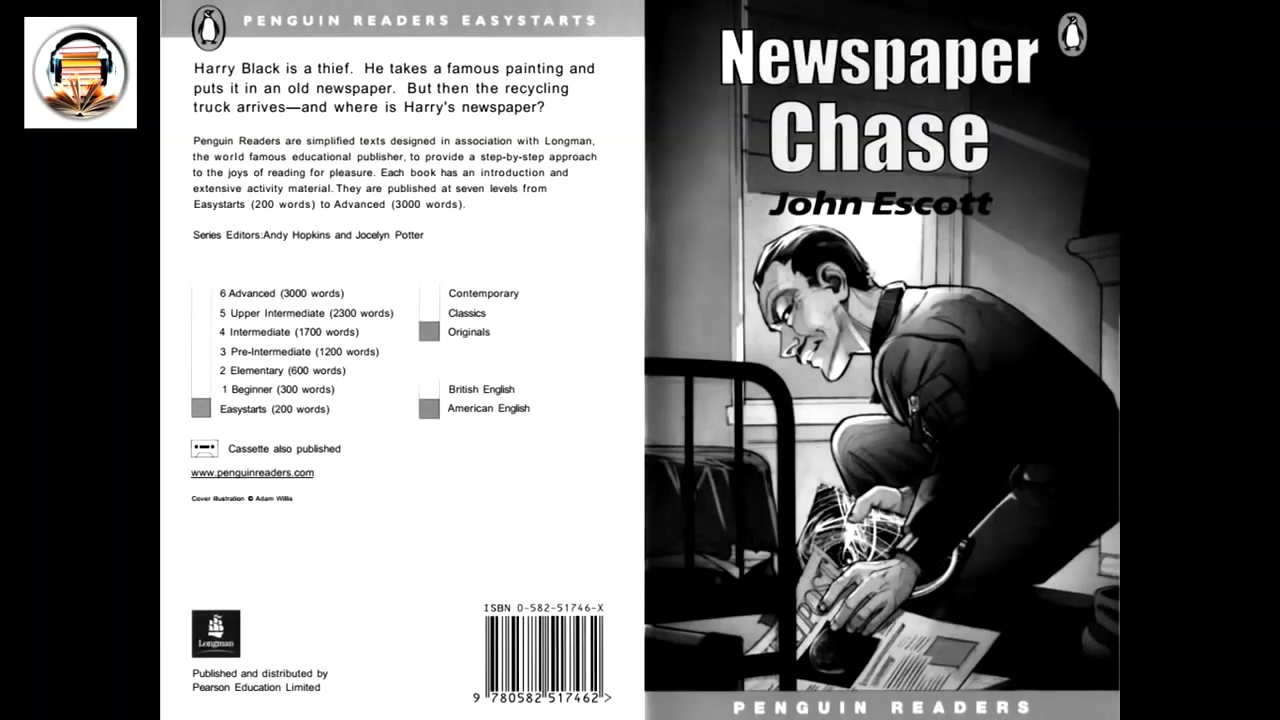 PENGUIN READERS EASYSTARTS
Harry Black is a thief. He takes a famous painting and
puts it in an old newspaper. But then the recycling
truck arrives—and where is Harry's newspaper?
Penguin Readers are simplified texts designed in association with Longman,
the world famous educational publisher, to provide a step-by-step approach
to the joys of reading for pleasure. Each book has an introduction and
extensive activity material. They are published at seven levels from
Easystarts (200 words) to Advanced (3000 words).
Series Editors:Andy Hopkins and Jocelyn Potter
6 Advanced (3000 words)
5 Upper Intermediate (2300 words)
4 Intermediate (1700 words)
3 Pre-Intermediate (1200 words)
2 Elementary (600 words)
1 Beginner (300 words)
Easystarts (200 words)
Contemporary
Classics
Originals
British English
American English
Cassette also published
www.penguinreaders.com
Cover illustration © Adam Willis
Longman
Published and distributed by
Pearson Education Limited
ISBN 0-582-51746-X
9 780582 517462 >
Newspaper
Chase
John Escott
PENGUIN READERS